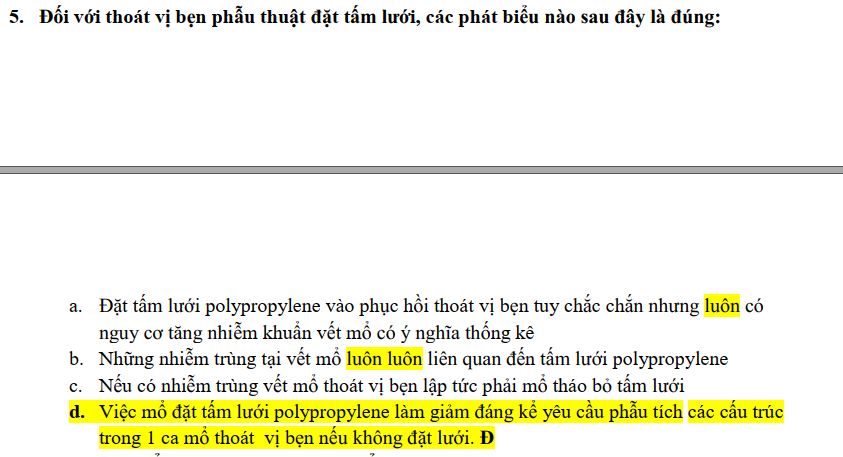 5. Đối với thoát vị bẹn phẫu thuật đặt tấm lưới, các phát biểu nào sau đây là đúng:
a. Đặt tấm lưới polypropylene vào phục hồi thoát vị bẹn tuy chắc chắn nhưng luôn có
nguy cơ tăng nhiễm khuẩn vết mổ có ý nghĩa thống kê
b. Những nhiễm trùng tại vết mổ luôn luôn liên quan đến tấm lưới polypropylene
c. Nếu có nhiễm trùng vết mổ thoát vị bẹn lập tức phải mổ tháo bỏ tấm lưới
d. Việc mổ đặt tấm lưới polypropylene làm giảm đáng kể yêu cầu phẫu tích các cấu trúc
trong 1 ca mổ thoát vị bẹn nếu không đặt lưới. Đ